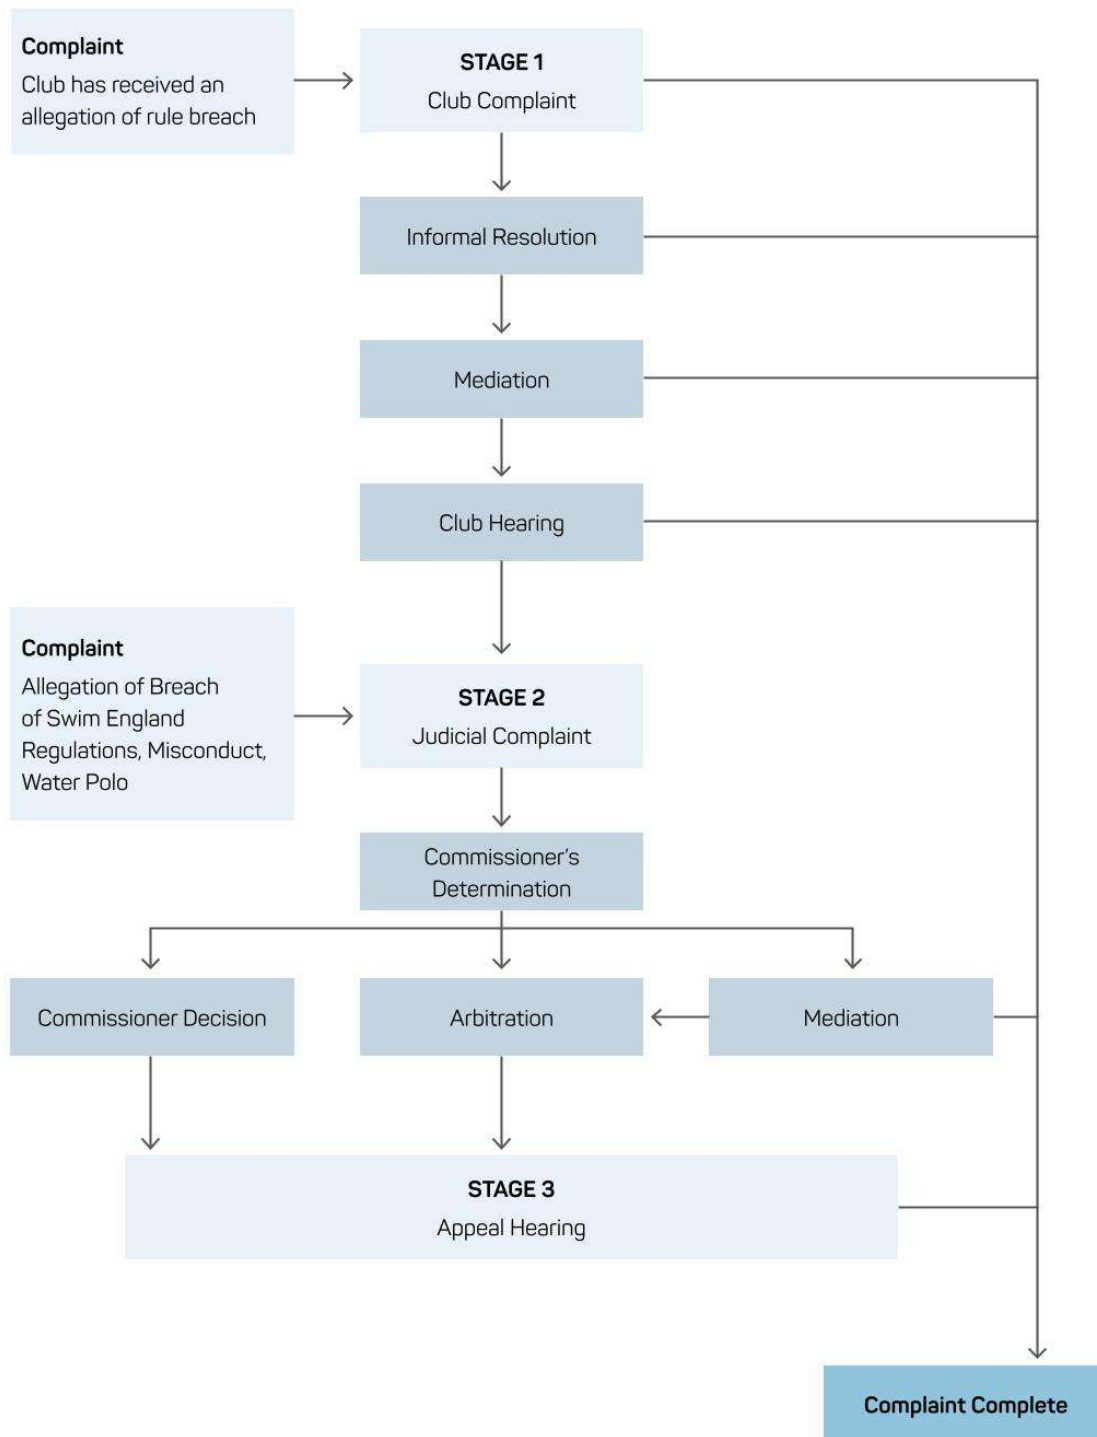 Complaint
Club has received an
allegation of rule breach
STAGE 1
Club Complaint
Informal Resolution
Mediation
Club Hearing
Complaint
Allegation of Breach
of Swim England
Regulations, Misconduct,
Water Polo
STAGE 2
Judicial Complaint
Commissioner’s
Determination
Commissioner Decision
Arbitration
Mediation
STAGE 3
Appeal Hearing
Complaint Complete